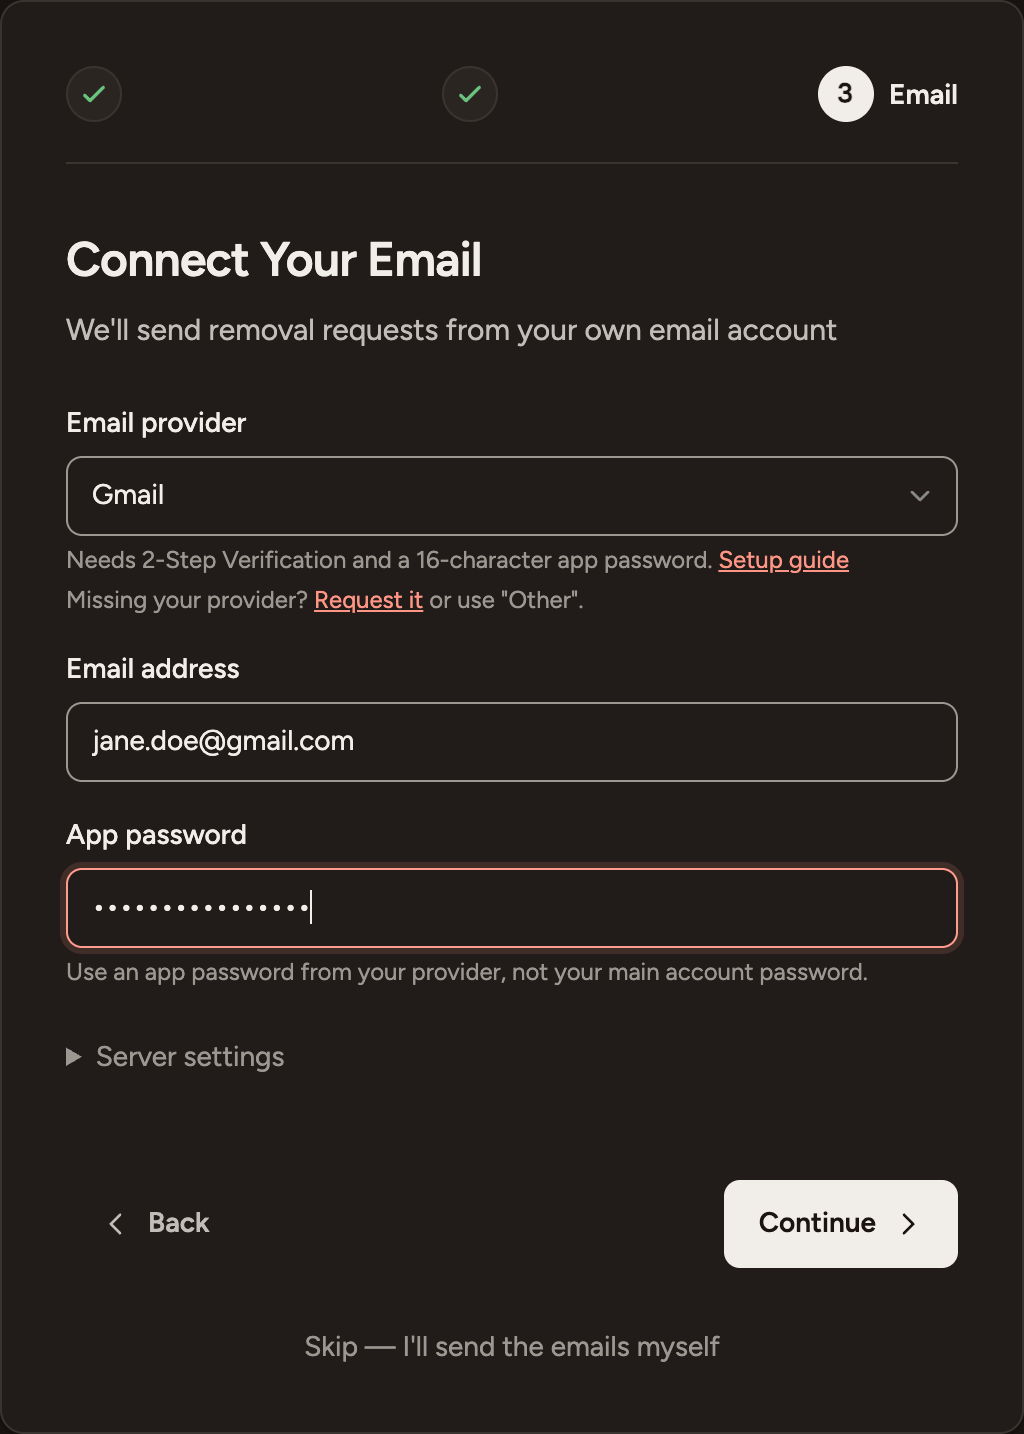 3 Email
Connect Your Email
We'll send removal requests from your own email account
Email provider
Gmail
Needs 2-Step Verification and a 16-character app password. Setup guide
Missing your provider? Request it or use "Other".
Email address
jane.doe@gmail.com
App password
••••••••••••••••
Use an app password from your provider, not your main account password.
Server settings
Back
Continue
Skip — I'll send the emails myself